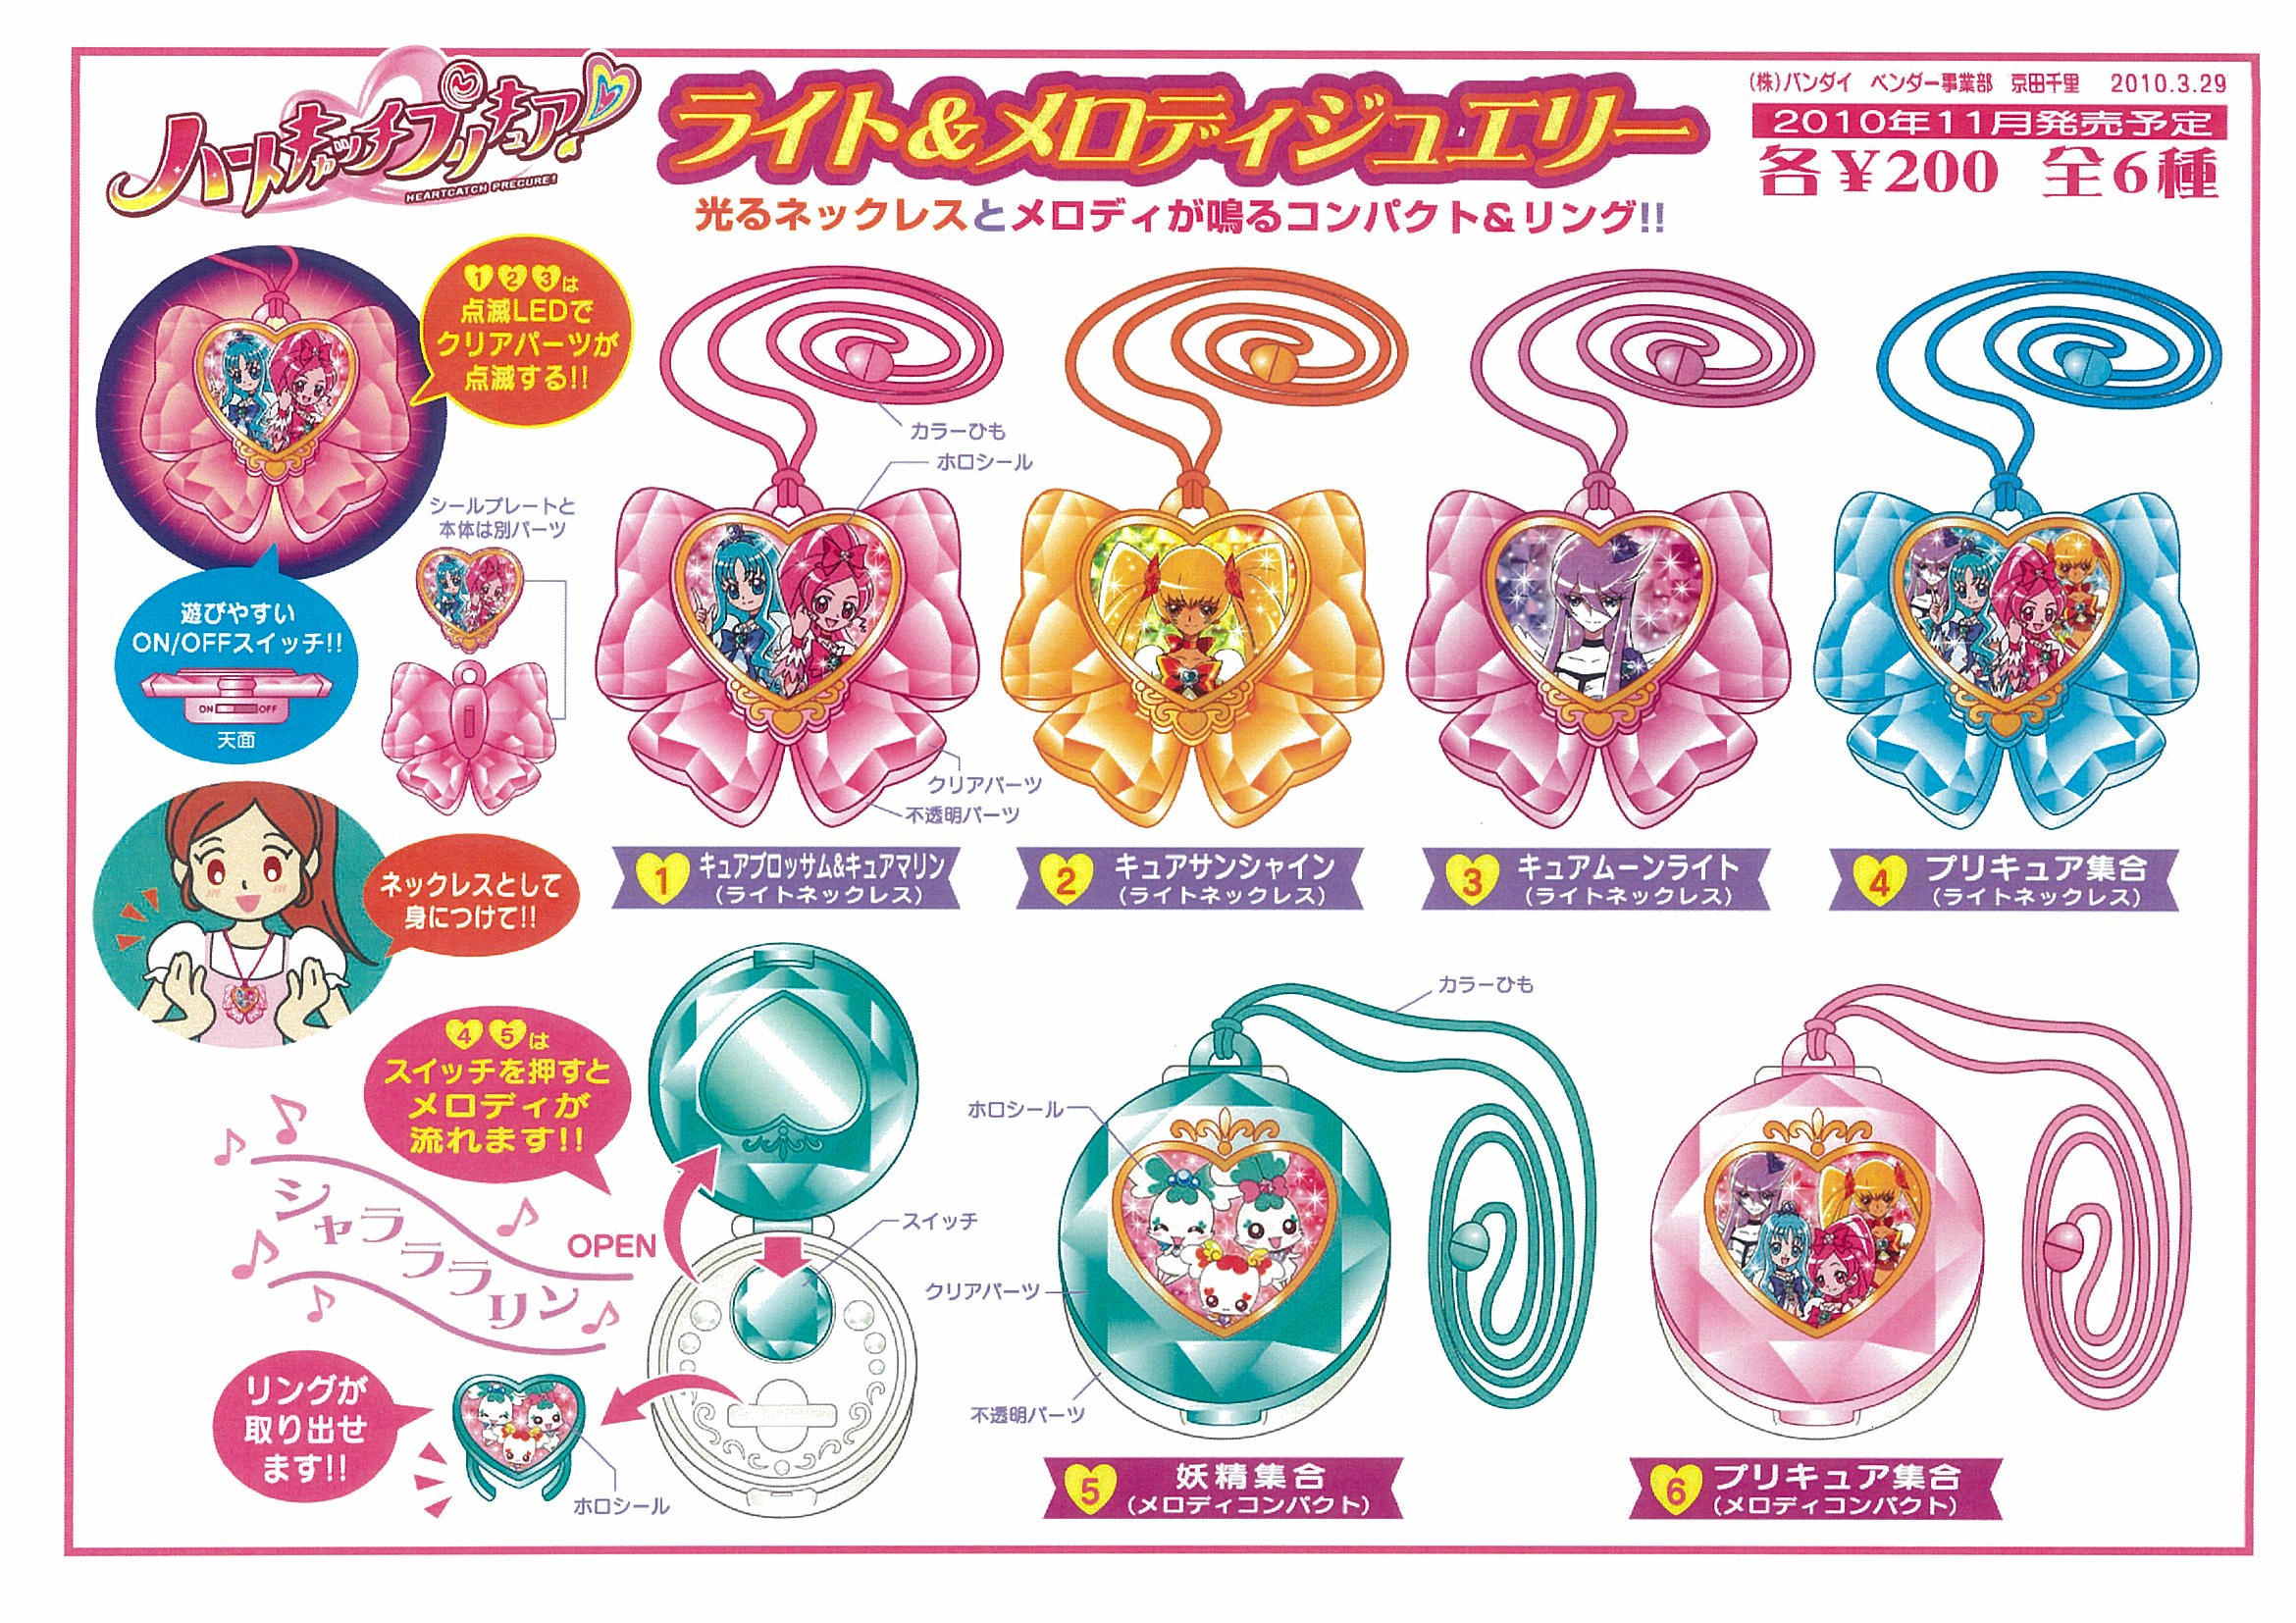 ハートキャッチプリキュア!
HEARTCATCH PRECURE!
ライト&メロディジュエリー
光るネックレスとメロディが鳴るコンパクト&リング!!
(株)バンダイ ベンダー事業部 京田千里 2010.3.29
2010年11月発売予定
各¥200 全6種
1 2 3は
点滅LEDで
クリアパーツが
点滅する!!
シールプレートと
本体は別パーツ
遊びやすい
ON/OFFスイッチ!!
ON OFF
天面
ネックレスとして
身につけて!!
カラーひも
ホロシール
クリアパーツ
不透明パーツ
1 キュアブロッサム&キュアマリン
(ライトネックレス)
2 キュアサンシャイン
(ライトネックレス)
3 キュアムーンライト
(ライトネックレス)
4 プリキュア集合
(ライトネックレス)
4 5は
スイッチを押すと
メロディが
流れます!!
シャララララリン
OPEN
スイッチ
リングが
取り出せ
ます!!
ホロシール
カラーひも
ホロシール
クリアパーツ
不透明パーツ
5 妖精集合
(メロディコンパクト)
6 プリキュア集合
(メロディコンパクト)